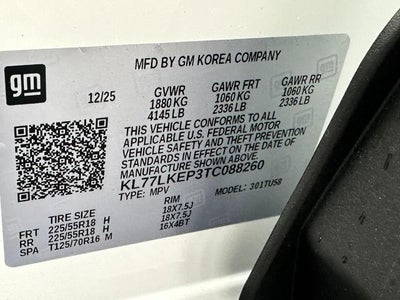 gm
MFD BY GM KOREA COMPANY
12/25 GVWR GAWR FRT GAWR RR
1880 KG 1060 KG 1060 KG
4145 LB 2336 LB 2336 LB
THIS VEHICLE CONFORMS TO ALL
APPLICABLE U.S. FEDERAL MOTOR
VEHICLE SAFETY AND THEFT PREVENTION
STANDARDS IN EFFECT ON THE DATE OF
MANUFACTURE SHOWN ABOVE.
KL77LKEP3TC088260
TYPE: MPV MODEL: 301TU58
TIRE SIZE RIM
FRT 225/55R18 H 18X7.5J
RR 225/55R18 H 18X7.5J
SPA T125/70R16 M 16X4BT